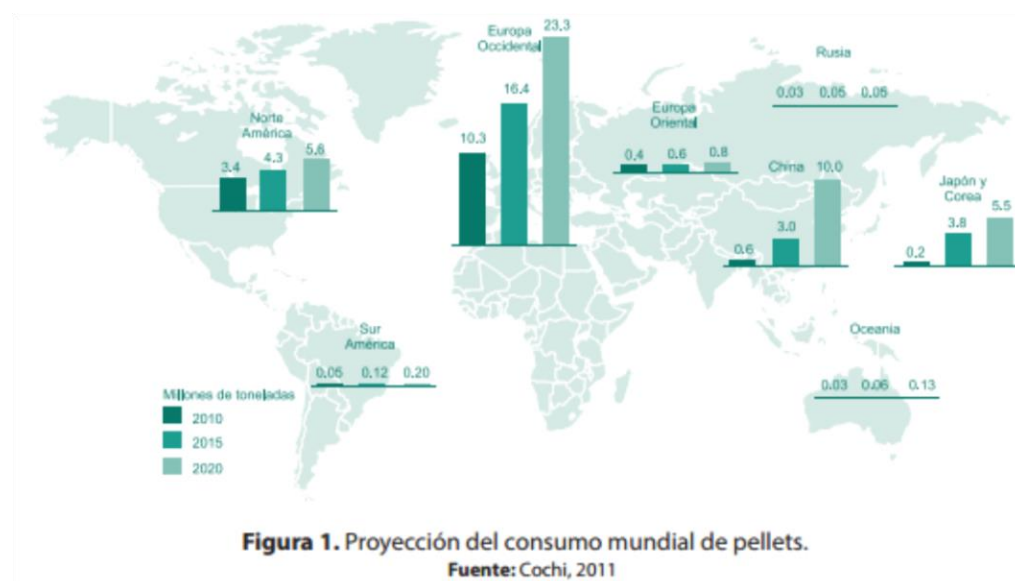 Europa
Occidental
10.3 16.4 23.3
Rusia
0.03 0.05 0.05
Norte
América
3.4 4.3 5.6
Europa
Oriental
0.4 0.6 0.8
China
0.6 3.0 10.0
Japón y
Corea
0.2 3.8 5.5
Sur
América
0.05 0.12 0.20
Oceania
0.03 0.06 0.13
Millones de toneladas
2010
2015
2020
Figura 1. Proyección del consumo mundial de pellets.
Fuente: Cochi, 2011